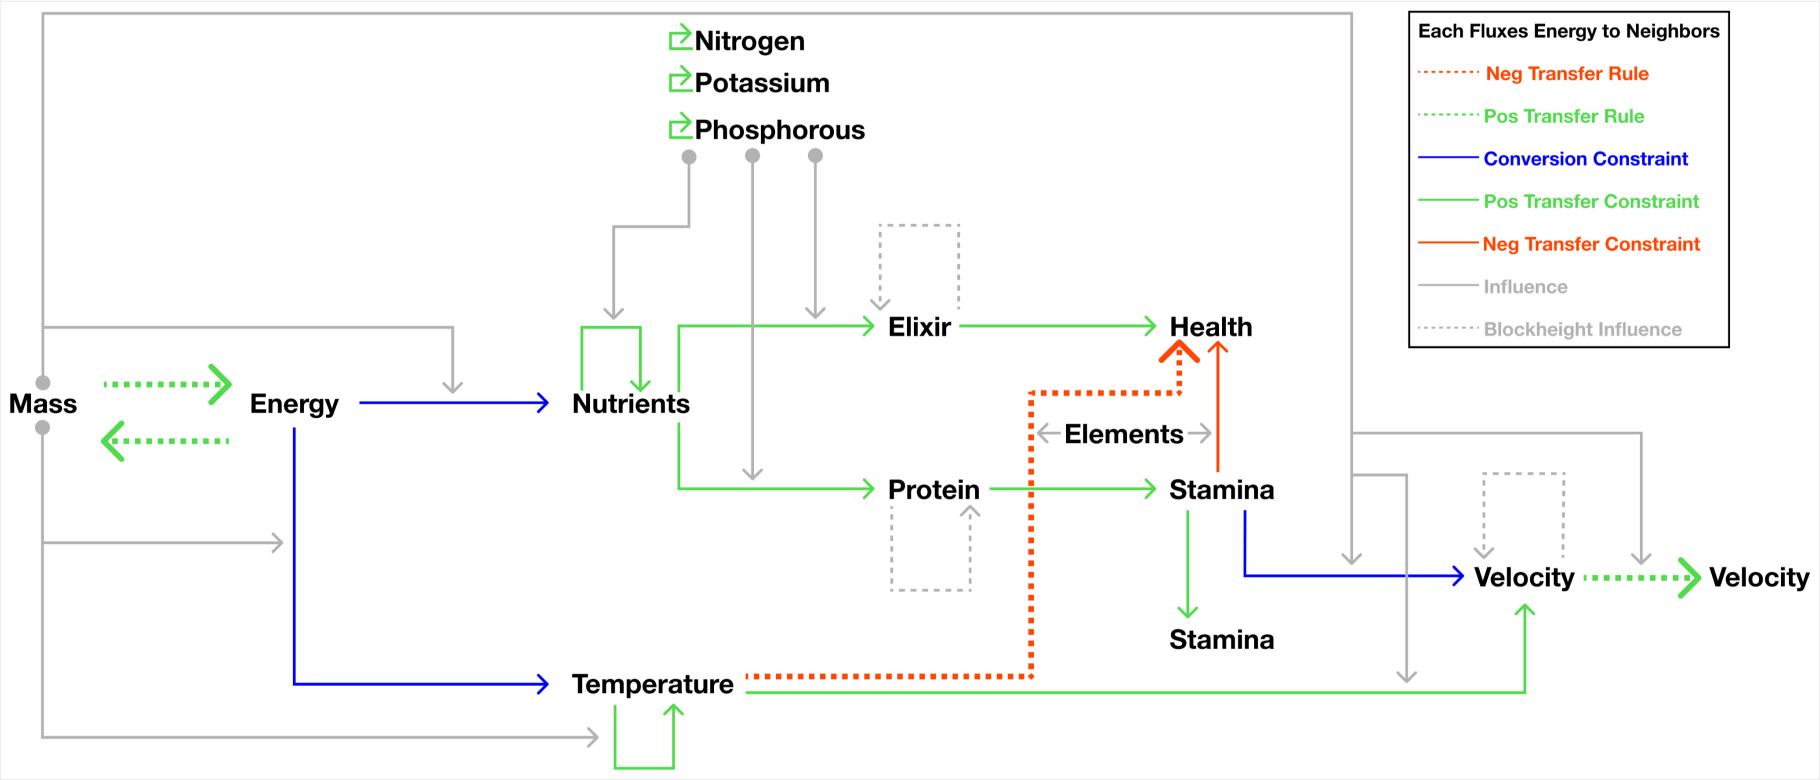 Nitrogen
Potassium
Phosphorous
Each Fluxes Energy to Neighbors
Neg Transfer Rule
Pos Transfer Rule
Conversion Constraint
Pos Transfer Constraint
Neg Transfer Constraint
Influence
Blockheight Influence
Elixir
Health
Mass
Energy
Nutrients
Elements
Protein
Stamina
Velocity
Velocity
Stamina
Temperature